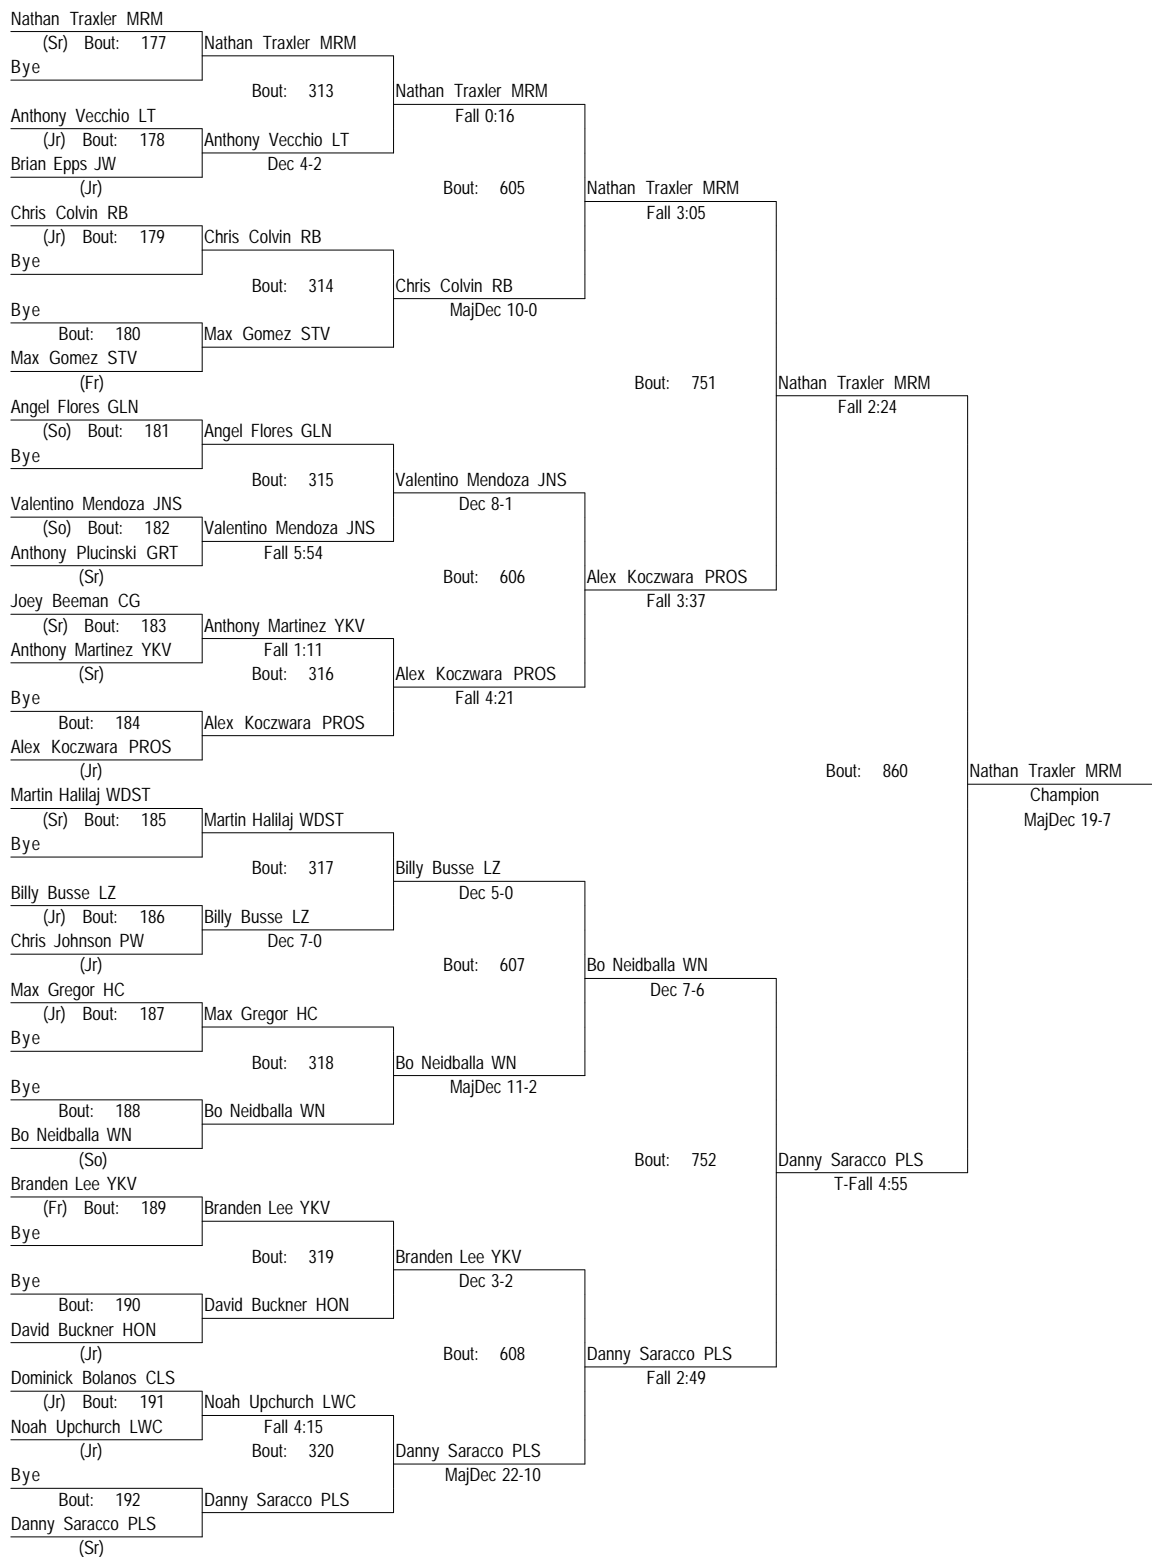 Nathan Traxler MRM
(Sr) Bout: 177 Nathan Traxler MRM
Bye
Bout: 313 Nathan Traxler MRM
Anthony Vecchio LT Fall 0:16
(Jr) Bout: 178 Anthony Vecchio LT
Brian Epps JW Dec 4-2
(Jr) Bout: 605 Nathan Traxler MRM
Chris Colvin RB Fall 3:05
(Jr) Bout: 179 Chris Colvin RB
Bye
Bout: 314 Chris Colvin RB
Bye MajDec 10-0
Bout: 180 Max Gomez STV
Max Gomez STV
(Fr) Bout: 751 Nathan Traxler MRM
Angel Flores GLN Fall 2:24
(So) Bout: 181 Angel Flores GLN
Bye
Bout: 315 Valentino Mendoza JNS
Valentino Mendoza JNS Dec 8-1
(So) Bout: 182 Valentino Mendoza JNS
Anthony Plucinski GRT Fall 5:54
(Sr) Bout: 606 Alex Koczwara PROS
Joey Beeman CG Fall 3:37
(Sr) Bout: 183 Anthony Martinez YKV
Anthony Martinez YKV Fall 1:11
(Sr) Bout: 316 Alex Koczwara PROS
Bye Fall 4:21
Bout: 184 Alex Koczwara PROS
Alex Koczwara PROS
(Jr) Bout: 860 Nathan Traxler MRM
Martin Halilaj WDST Champion
(Sr) Bout: 185 Martin Halilaj WDST MajDec 19-7
Bye
Bout: 317 Billy Busse LZ
Billy Busse LZ Dec 5-0
(Jr) Bout: 186 Billy Busse LZ
Chris Johnson PW Dec 7-0
(Jr) Bout: 607 Bo Neidballa WN
Max Gregor HC Dec 7-6
(Jr) Bout: 187 Max Gregor HC
Bye
Bout: 318 Bo Neidballa WN
Bye MajDec 11-2
Bout: 188 Bo Neidballa WN
Bo Neidballa WN
(So) Bout: 752 Danny Saracco PLS
Branden Lee YKV T-Fall 4:55
(Fr) Bout: 189 Branden Lee YKV
Bye
Bout: 319 Branden Lee YKV
Bye Dec 3-2
Bout: 190 David Buckner HON
David Buckner HON
(Jr) Bout: 608 Danny Saracco PLS
Dominick Bolanos CLS Fall 2:49
(Jr) Bout: 191 Noah Upchurch LWC
Noah Upchurch LWC Fall 4:15
(Jr) Bout: 320 Danny Saracco PLS
Bye MajDec 22-10
Bout: 192 Danny Saracco PLS
Danny Saracco PLS
(Sr)